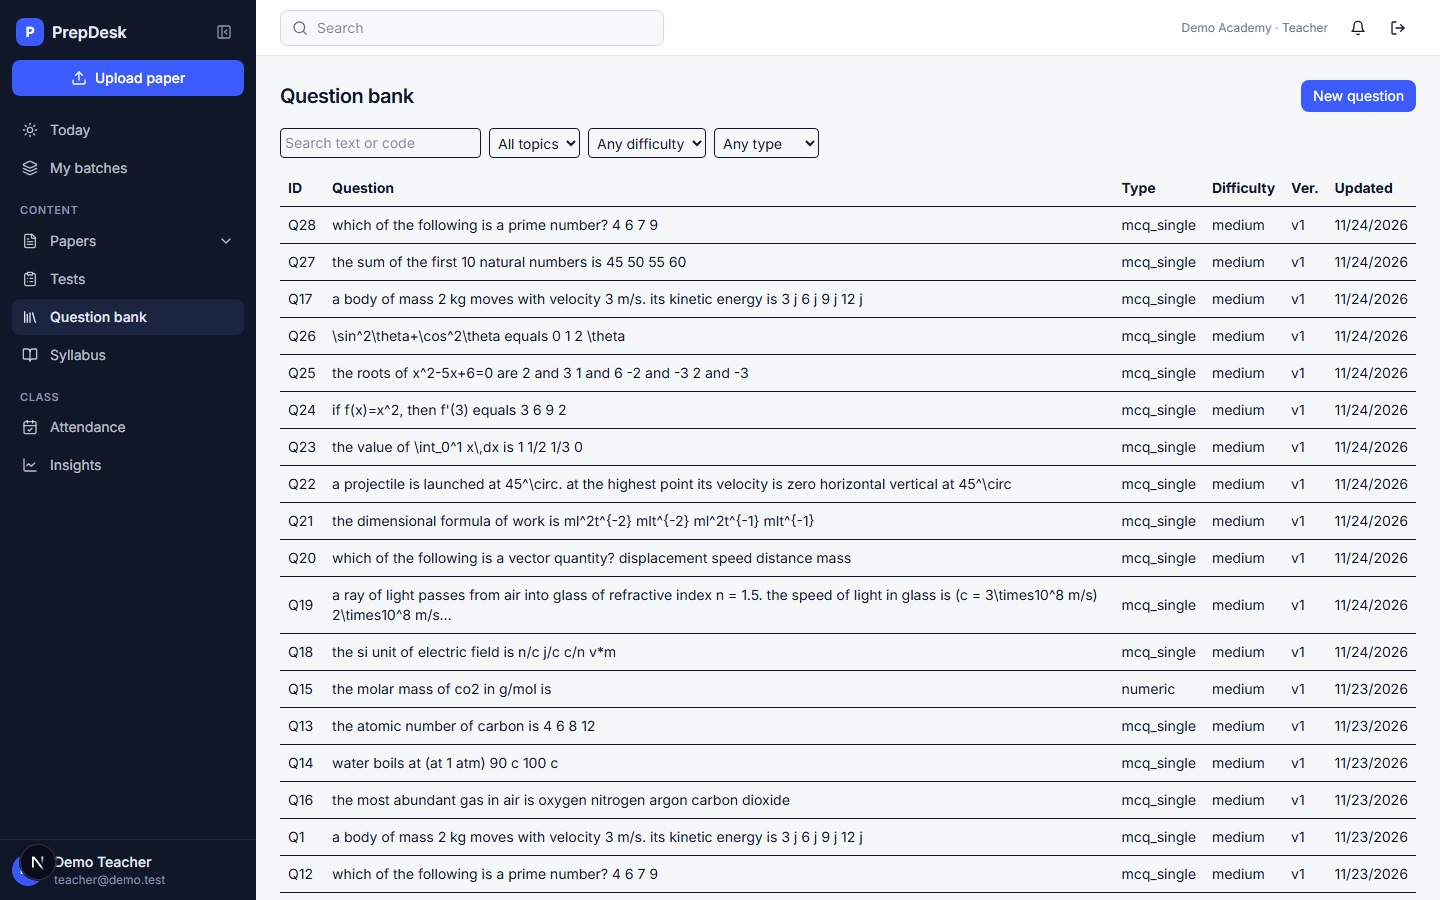 P PrepDesk
Upload paper
Today
My batches
CONTENT
Papers
Tests
Question bank
Syllabus
CLASS
Attendance
Insights
N Demo Teacher
teacher@demo.test
Search
Demo Academy · Teacher
Question bank
New question
Search text or code All topics Any difficulty Any type
ID Question Type Difficulty Ver. Updated
Q28 which of the following is a prime number? 4 6 7 9 mcq_single medium v1 11/24/2026
Q27 the sum of the first 10 natural numbers is 45 50 55 60 mcq_single medium v1 11/24/2026
Q17 a body of mass 2 kg moves with velocity 3 m/s. its kinetic energy is 3 j 6 j 9 j 12 j mcq_single medium v1 11/24/2026
Q26 \sin^2\theta+\cos^2\theta equals 0 1 2 \theta mcq_single medium v1 11/24/2026
Q25 the roots of x^2-5x+6=0 are 2 and 3 1 and 6 -2 and -3 2 and -3 mcq_single medium v1 11/24/2026
Q24 if f(x)=x^2, then f'(3) equals 3 6 9 2 mcq_single medium v1 11/24/2026
Q23 the value of \int_0^1 x\,dx is 1 1/2 1/3 0 mcq_single medium v1 11/24/2026
Q22 a projectile is launched at 45^\circ. at the highest point its velocity is zero horizontal vertical at 45^\circ mcq_single medium v1 11/24/2026
Q21 the dimensional formula of work is ml^2t^{-2} mlt^{-2} ml^2t^{-1} mlt^{-1} mcq_single medium v1 11/24/2026
Q20 which of the following is a vector quantity? displacement speed distance mass mcq_single medium v1 11/24/2026
Q19 a ray of light passes from air into glass of refractive index n = 1.5. the speed of light in glass is (c = 3\times10^8 m/s) mcq_single medium v1 11/24/2026
2\times10^8 m/s...
Q18 the si unit of electric field is n/c j/c c/n v*m mcq_single medium v1 11/24/2026
Q15 the molar mass of co2 in g/mol is numeric medium v1 11/23/2026
Q13 the atomic number of carbon is 4 6 8 12 mcq_single medium v1 11/23/2026
Q14 water boils at (at 1 atm) 90 c 100 c mcq_single medium v1 11/23/2026
Q16 the most abundant gas in air is oxygen nitrogen argon carbon dioxide mcq_single medium v1 11/23/2026
Q1 a body of mass 2 kg moves with velocity 3 m/s. its kinetic energy is 3 j 6 j 9 j 12 j mcq_single medium v1 11/23/2026
Q12 which of the following is a prime number? 4 6 7 9 mcq_single medium v1 11/23/2026